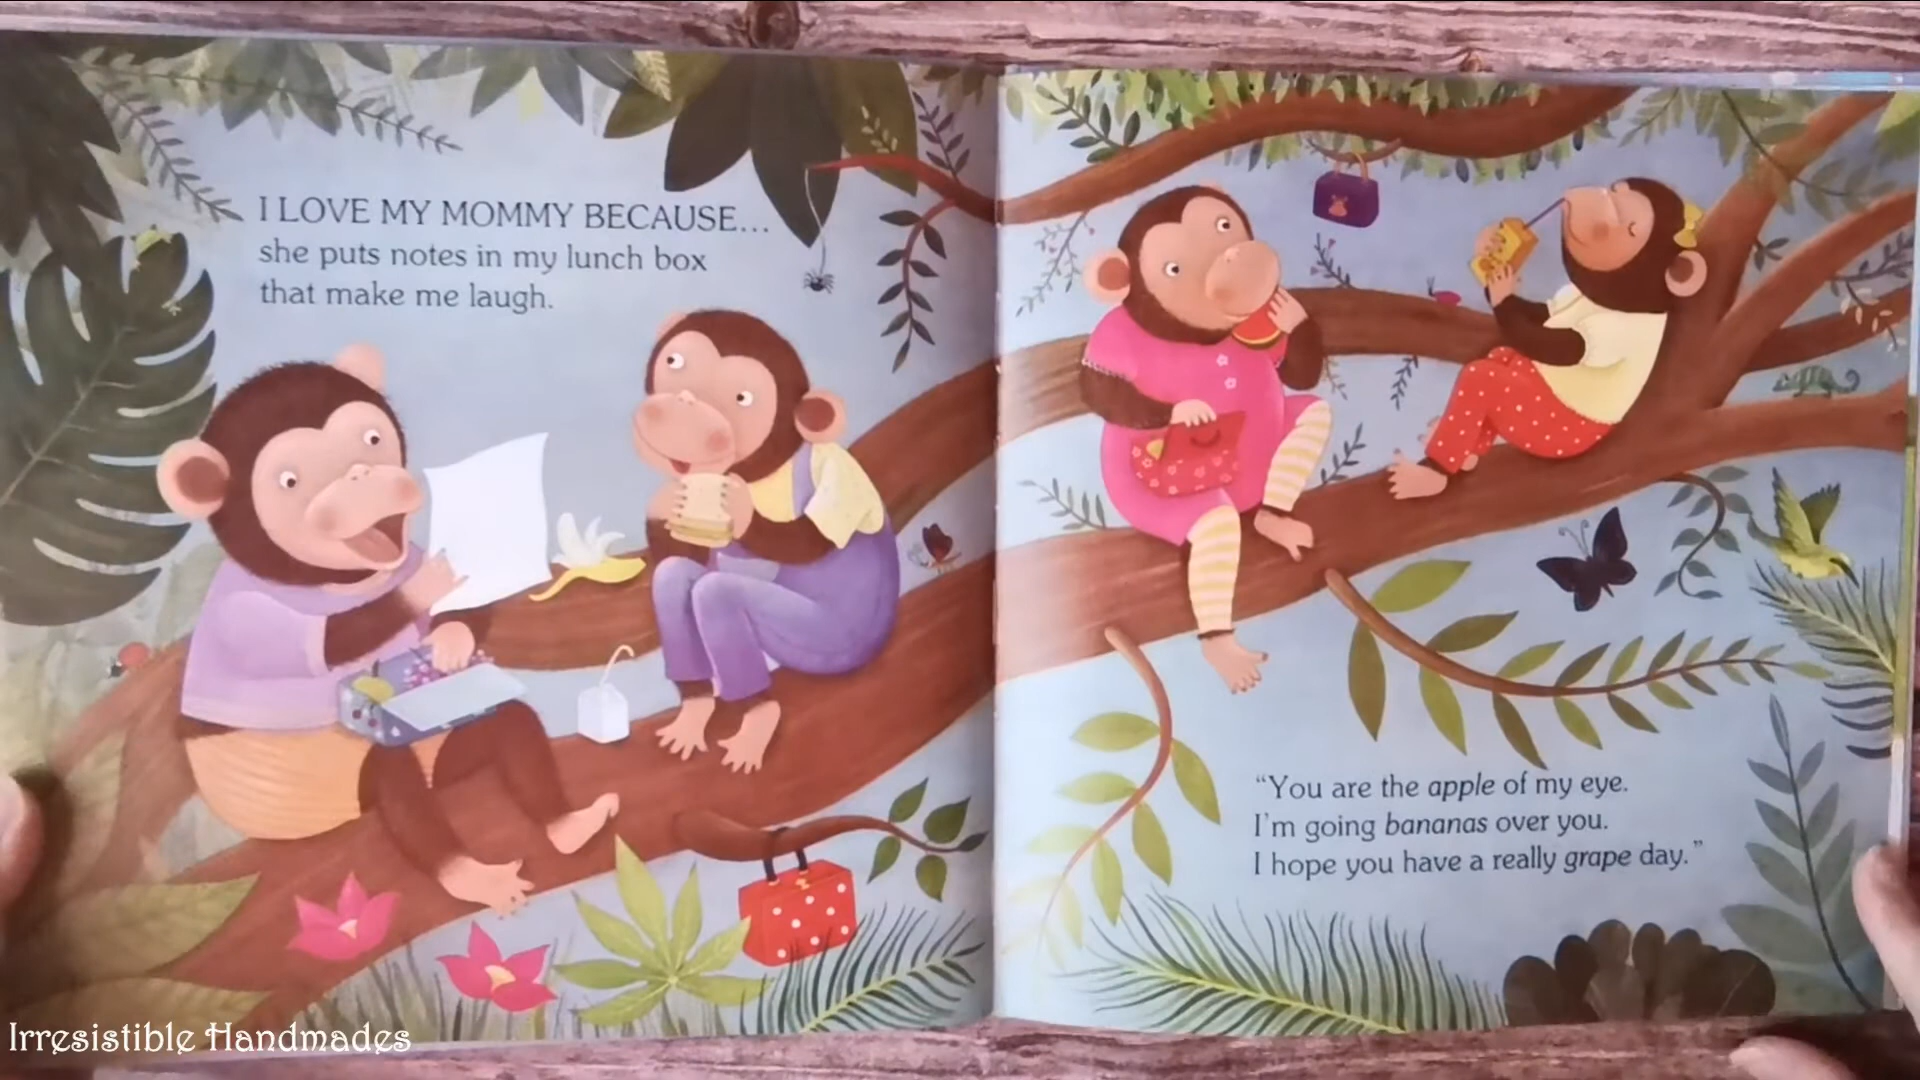 I LOVE MY MOMMY BECAUSE...
she puts notes in my lunch box
that make me laugh.
“You are the apple of my eye.
I'm going bananas over you.
I hope you have a really grape day.”
Irresistible Handmades